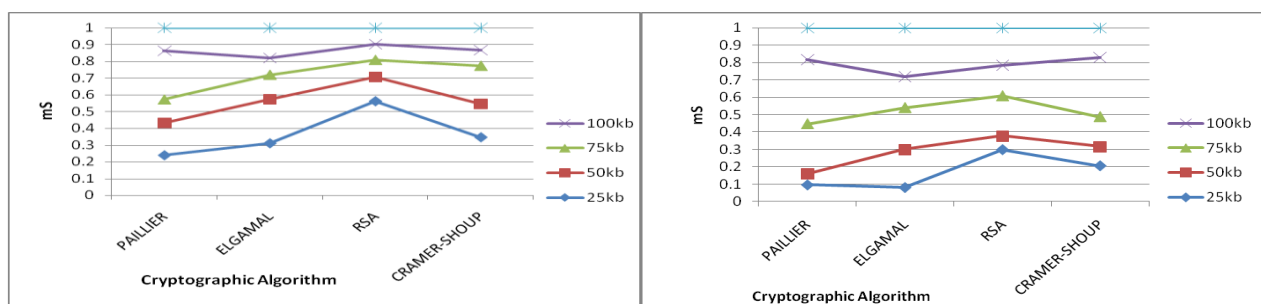 1
0.9
0.8
0.7
0.6
0.5
0.4
0.3
0.2
0.1
0
mS
PAILLIER
ELGAMAL
RSA
CRAMER-SHOUP
Cryptographic Algorithm
100kb
75kb
50kb
25kb
1
0.9
0.8
0.7
0.6
0.5
0.4
0.3
0.2
0.1
0
mS
PAILLIER
ELGAMAL
RSA
CRAMER-SHOUP
Cryptographic Algorithm
100kb
75kb
50kb
25kb